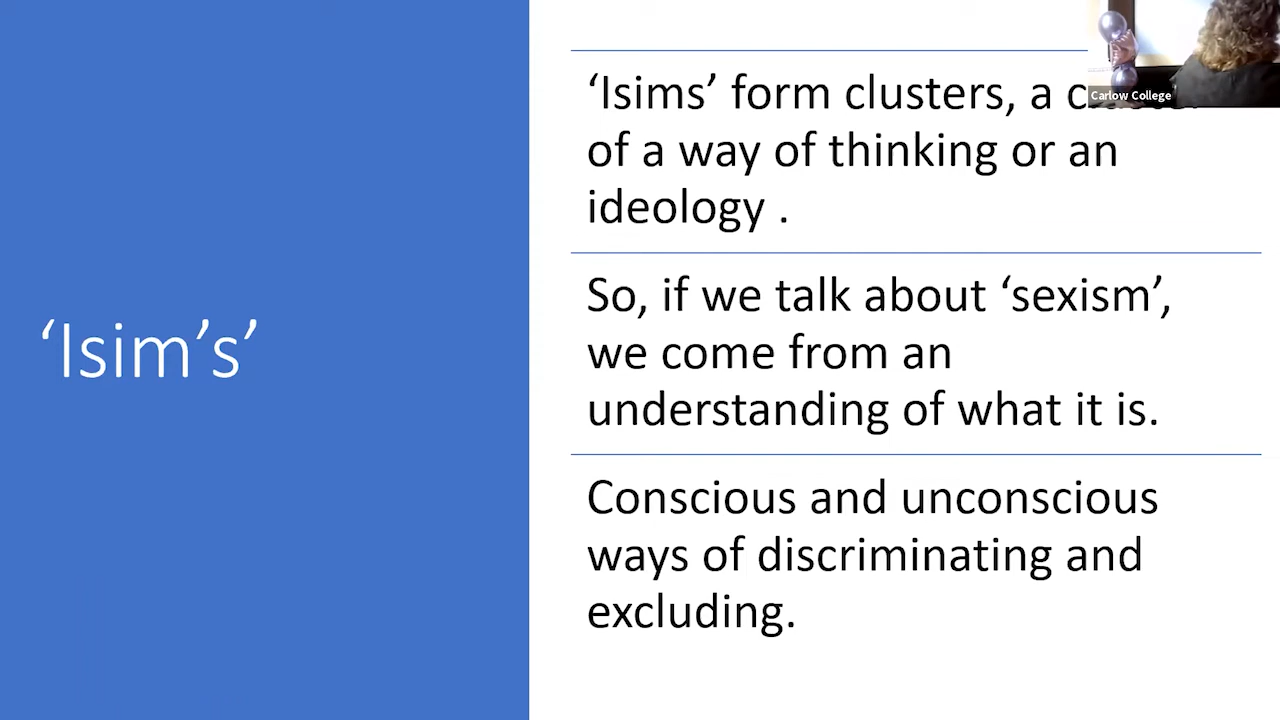 ‘Isim’s’
‘Isims’ form clusters, a
of a way of thinking or an
ideology .
So, if we talk about ‘sexism’,
we come from an
understanding of what it is.
Conscious and unconscious
ways of discriminating and
excluding.
Carlow College